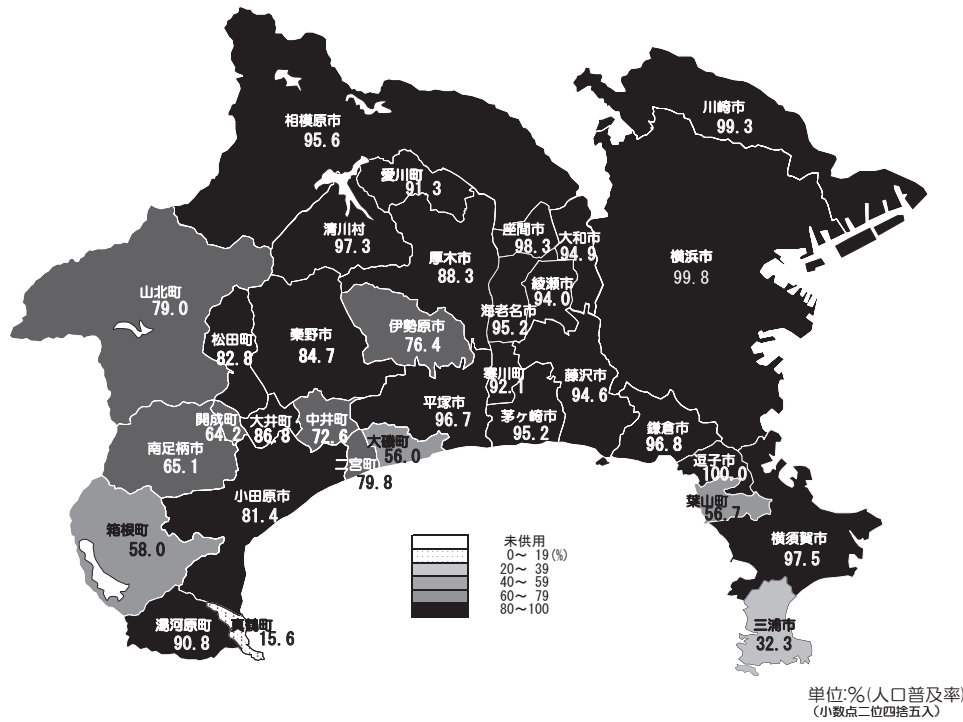 川崎市
99.3
相模原市
95.6
愛川町
91.3
清川村
97.3
座間市
98.3
大和市
94.9
厚木市
88.3
横浜市
99.8
綾瀬市
94.0
山北町
79.0
海老名市
95.2
伊勢原市
76.4
松田町
82.8
秦野市
84.7
寒川町
92.1
藤沢市
94.6
平塚市
96.7
茅ヶ崎市
95.2
開成町
64.2
大井町
86.8
中井町
72.6
鎌倉市
96.8
大磯町
56.0
南足柄市
65.1
二宮町
79.8
逗子市
100.0
小田原市
81.4
葉山町
56.7
箱根町
58.0
横須賀市
97.5
未供用
0~ 19(%)
20~ 39
40~ 59
60~ 79
80~100
湯河原町
90.8
真鶴町
15.6
三浦市
32.3
単位:%(人口普及率)
(小数点二位四捨五入)